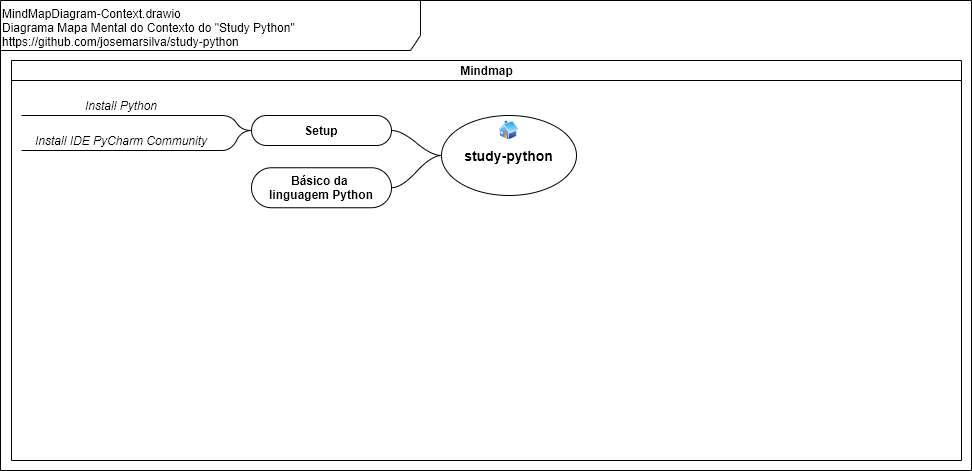 MindMapDiagram-Context.drawio
Diagrama Mapa Mental do Contexto do "Study Python"
https://github.com/josemarsilva/study-python
Mindmap
Install Python
Install IDE PyCharm Community
Setup
Básico da
linguagem Python
study-python